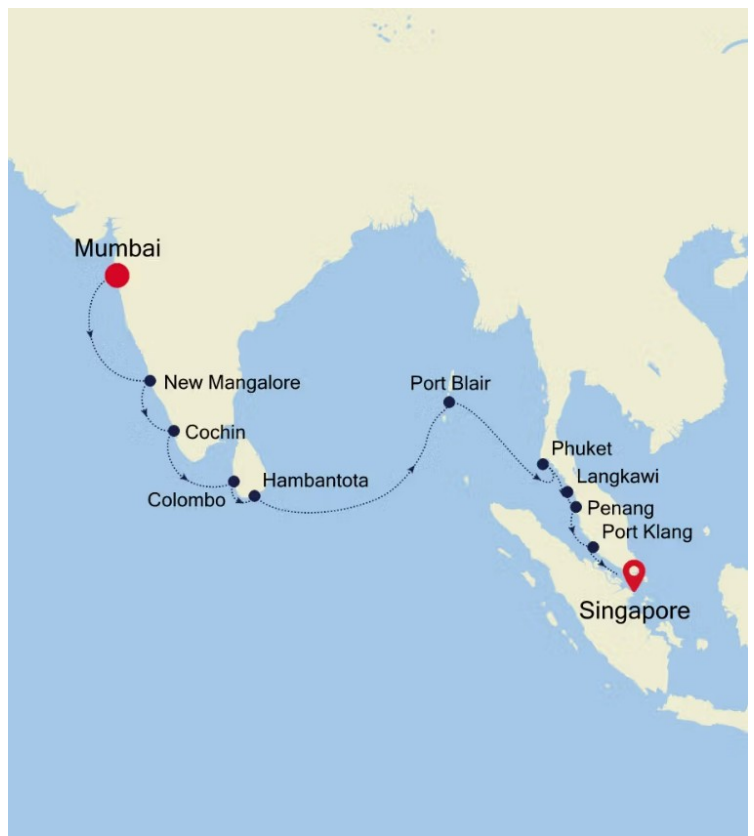 Mumbai
New Mangalore
Port Blair
Cochin
Phuket
Hambantota
Langkawi
Colombo
Penang
Port Klang
Singapore